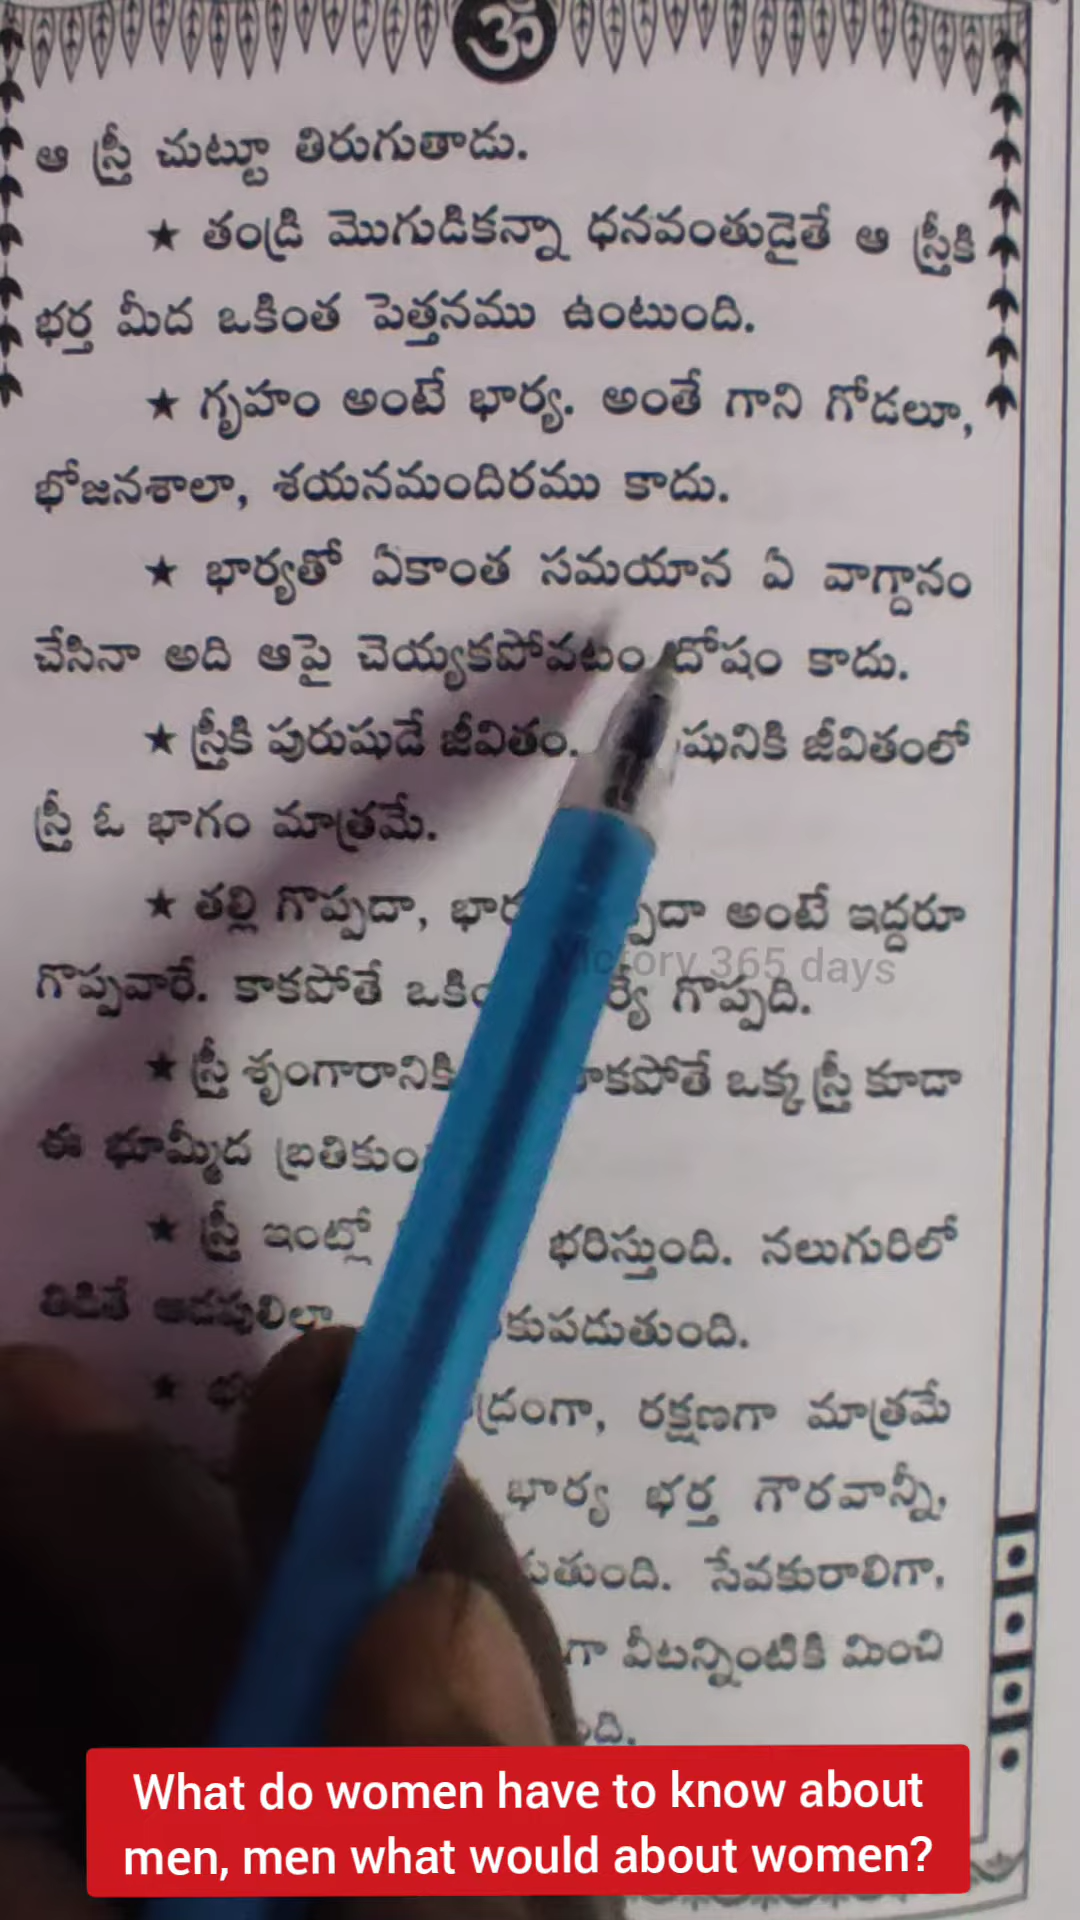 ఓం
ఆ స్త్రీ చుట్టూ తిరుగుతాడు.
★ తండ్రి మొగుడికన్నా ధనవంతుడైతే ఆ స్త్రీకి
భర్త మీద ఒకింత పెత్తనము ఉంటుంది.
★ గృహం అంటే భార్య. అంతే గాని గోడలూ,
భోజనశాలా, శయనమందిరము కాదు.
★ భార్యతో ఏకాంత సమయాన ఏ వాగ్దానం
చేసినా అది ఆపై చెయ్యకపోవటం దోషం కాదు.
★ స్త్రీకి పురుషుడే జీవితం. షునికి జీవితంలో
స్త్రీ ఓ భాగం మాత్రమే.
★ తల్లి గొప్పదా, అంటే ఇద్దరూ
గొప్పవారే. కాకపోతే గొప్పది.
Victory 365 days
★ స్త్రీ శృంగారానికి ఒక్క స్త్రీ కూడా
ఈ భూమ్మీద
★ స్త్రీ ఇంట్లో భరిస్తుంది. నలుగురిలో
తిడితే ఆడపులిలా కుపడుతుంది.
★ ద్రంగా, రక్షణగా మాత్రమే
భార్య భర్త గౌరవాన్నీ,
తుంది. సేవకురాలిగా,
గా వీటన్నింటికి మించి
ది.
What do women have to know about
men, men what would about women?